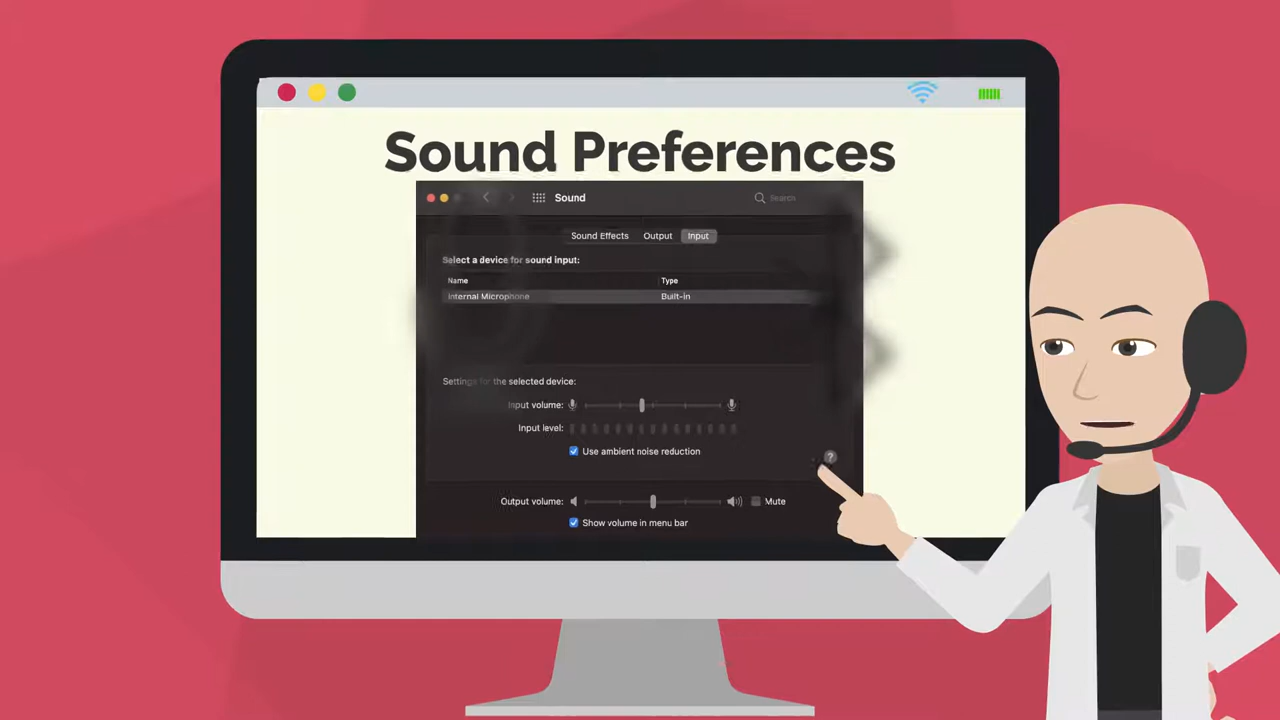 Sound Preferences
Sound
Search
Sound Effects Output Input
Select a device for sound input:
Name Type
Internal Microphone Built-in
Settings for the selected device:
Input volume:
Input level:
Use ambient noise reduction
?
Output volume: Mute
Show volume in menu bar